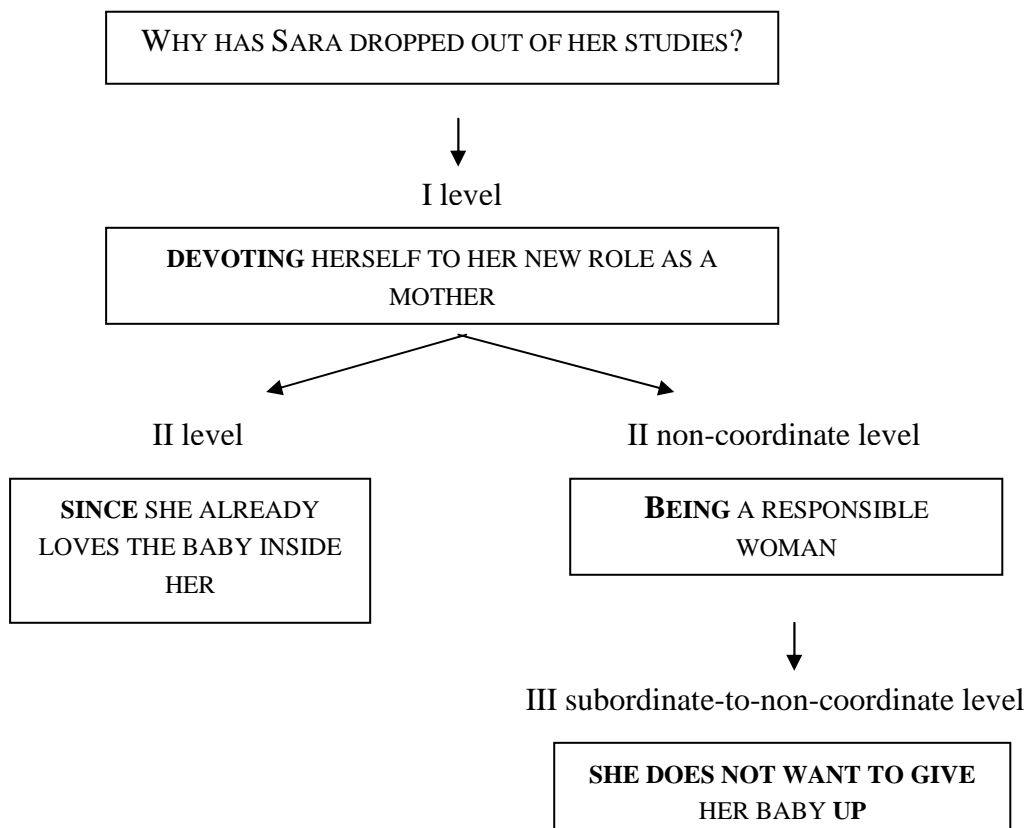 WHY HAS SARA DROPPED OUT OF HER STUDIES?
I level
DEVOTING HERSELF TO HER NEW ROLE AS A
MOTHER
II level
SINCE SHE ALREADY
LOVES THE BABY INSIDE
HER
II non-coordinate level
BEING A RESPONSIBLE
WOMAN
III subordinate-to-non-coordinate level
SHE DOES NOT WANT TO GIVE
HER BABY UP